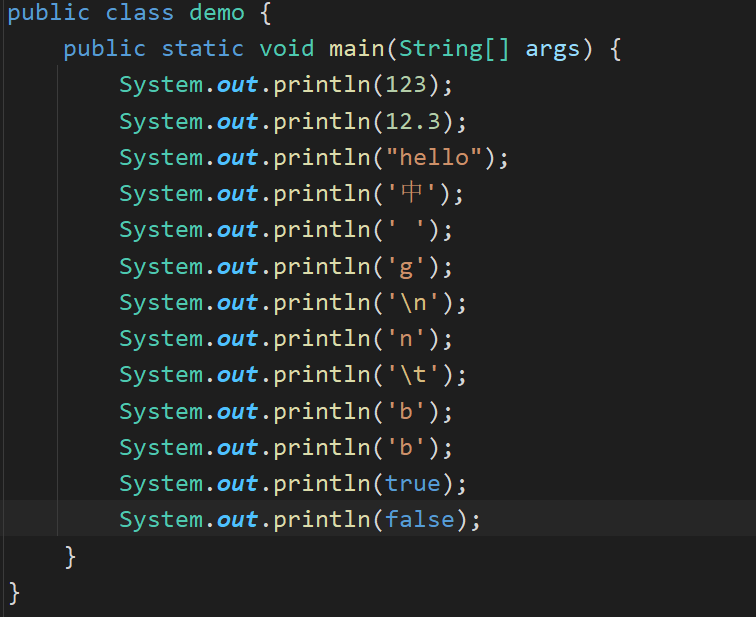 public class demo {
    public static void main(String[] args) {
        System.out.println(123);
        System.out.println(12.3);
        System.out.println("hello");
        System.out.println('中');
        System.out.println(' ');
        System.out.println('g');
        System.out.println('\n');
        System.out.println('n');
        System.out.println('\t');
        System.out.println('b');
        System.out.println('b');
        System.out.println(true);
        System.out.println(false);
    }
}